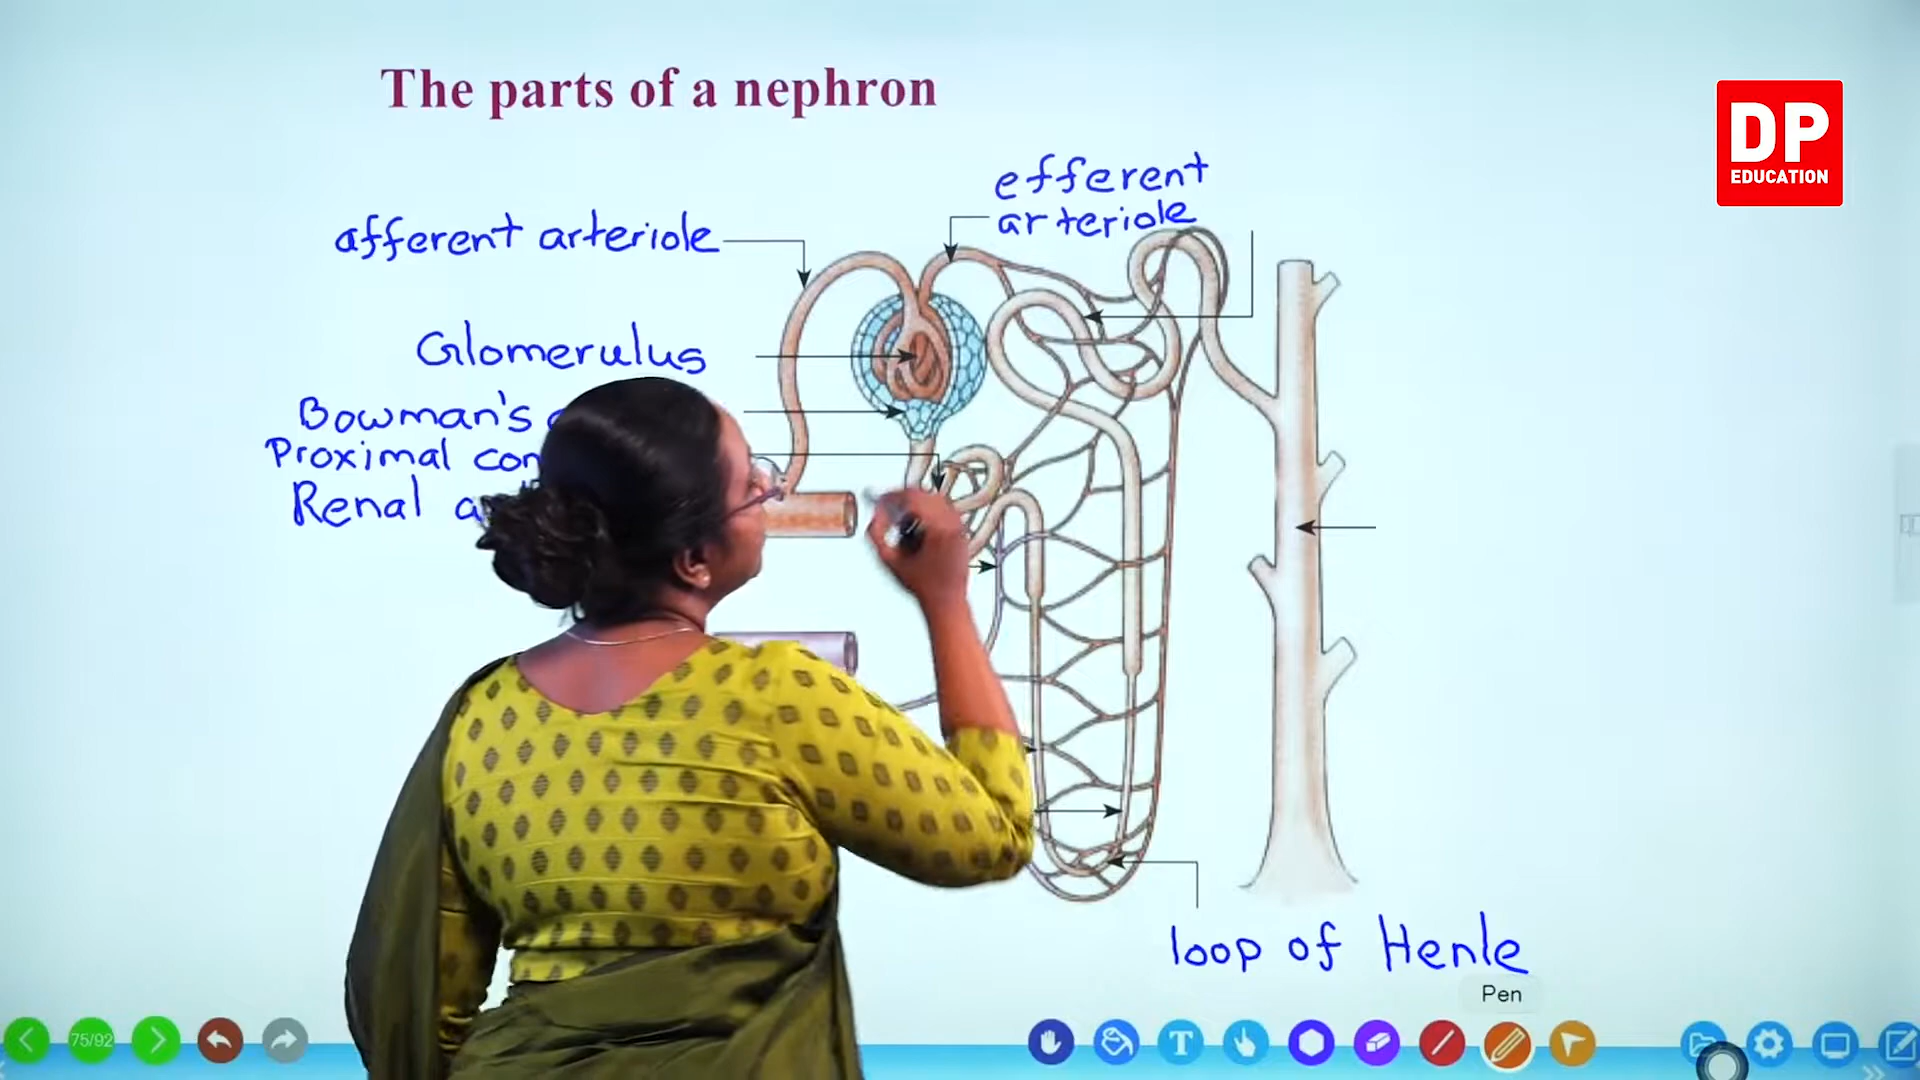 The parts of a nephron
DP
EDUCATION
efferent
arteriole
afferent arteriole
Glomerulus
Bowman's
Proximal
Renal
loop of Henle
Pen
75/92